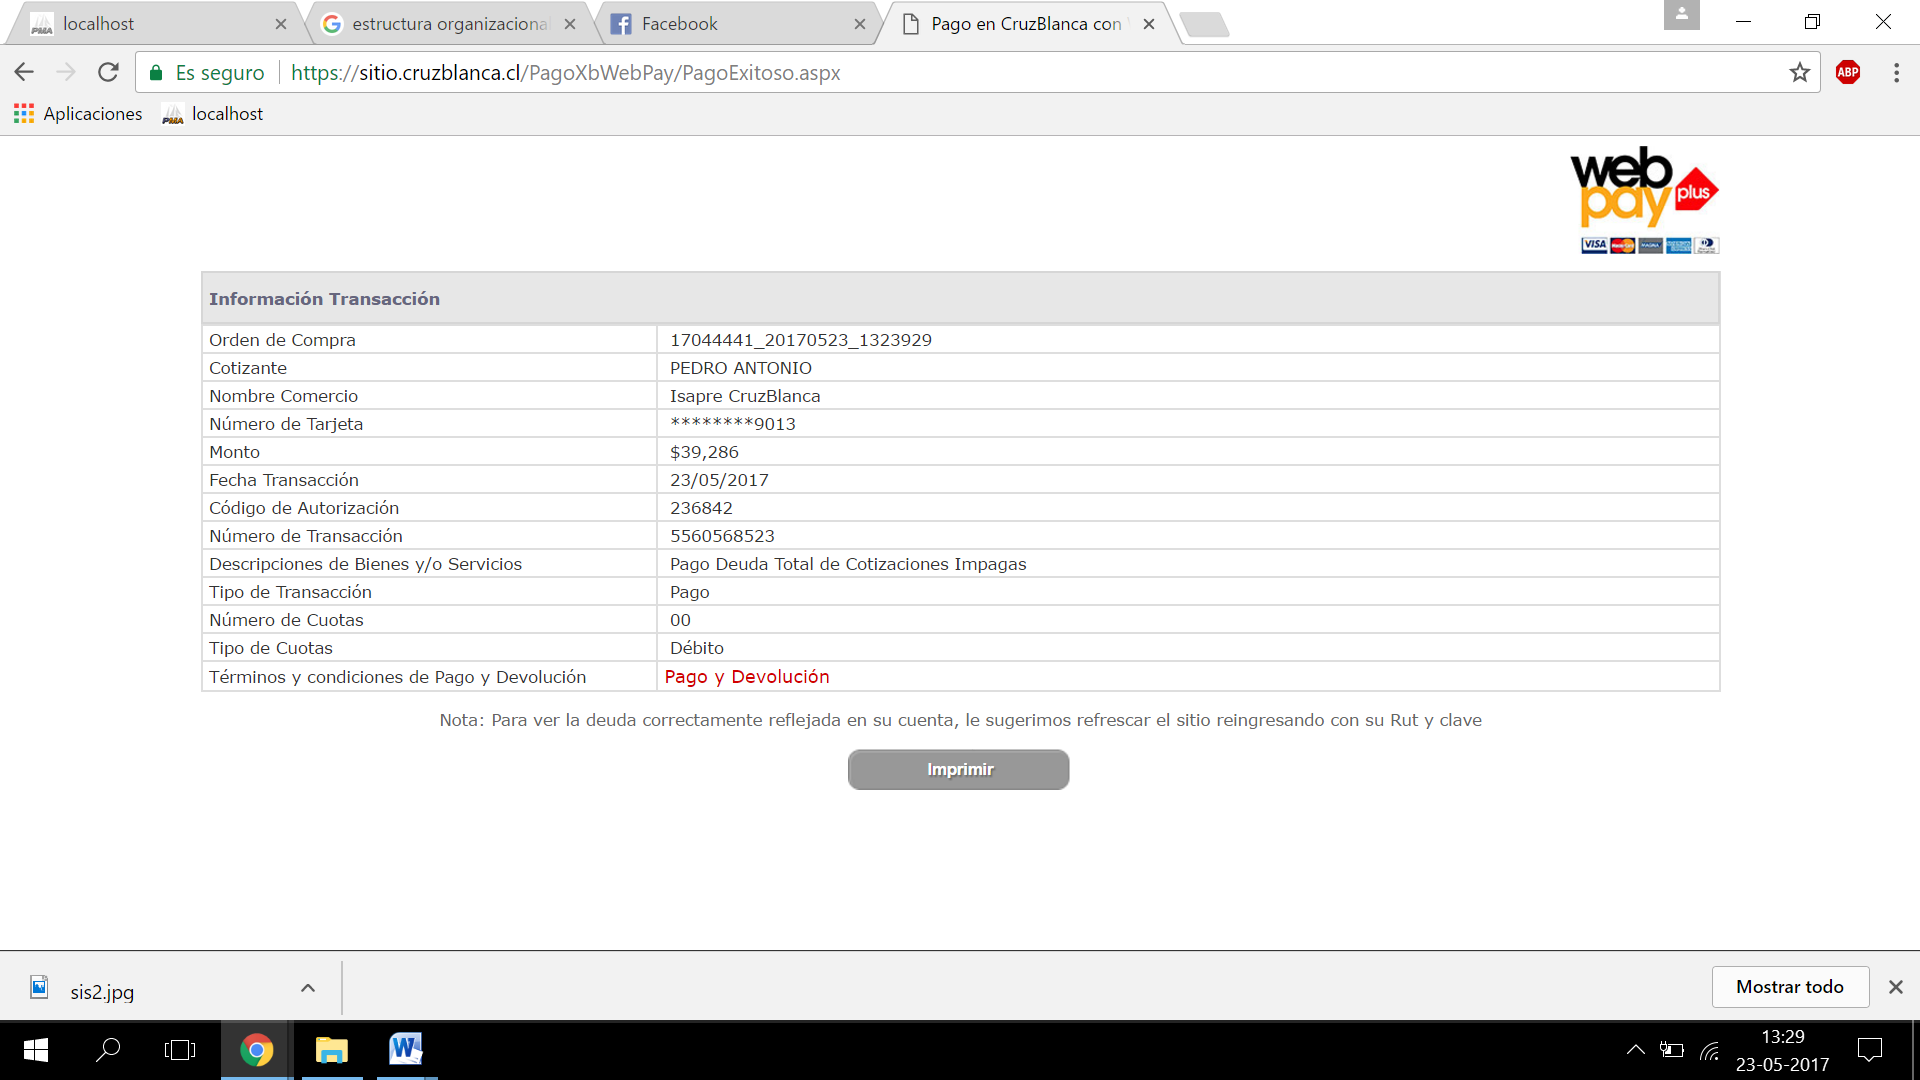 localhost
estructura organizaciona
Facebook
Pago en CruzBlanca con
Es seguro
https://sitio.cruzblanca.cl/PagoXbWebPay/PagoExitoso.aspx
ABP
Aplicaciones
PMA localhost
web
pay plus
VISA
Información Transacción
Orden de Compra 17044441_20170523_1323929
Cotizante PEDRO ANTONIO
Nombre Comercio Isapre CruzBlanca
Número de Tarjeta ********9013
Monto $39,286
Fecha Transacción 23/05/2017
Código de Autorización 236842
Número de Transacción 5560568523
Descripciones de Bienes y/o Servicios Pago Deuda Total de Cotizaciones Impagas
Tipo de Transacción Pago
Número de Cuotas 00
Tipo de Cuotas Débito
Términos y condiciones de Pago y Devolución Pago y Devolución
Nota: Para ver la deuda correctamente reflejada en su cuenta, le sugerimos refrescar el sitio reingresando con su Rut y clave
Imprimir
sis2.jpg
Mostrar todo
13:29
23-05-2017